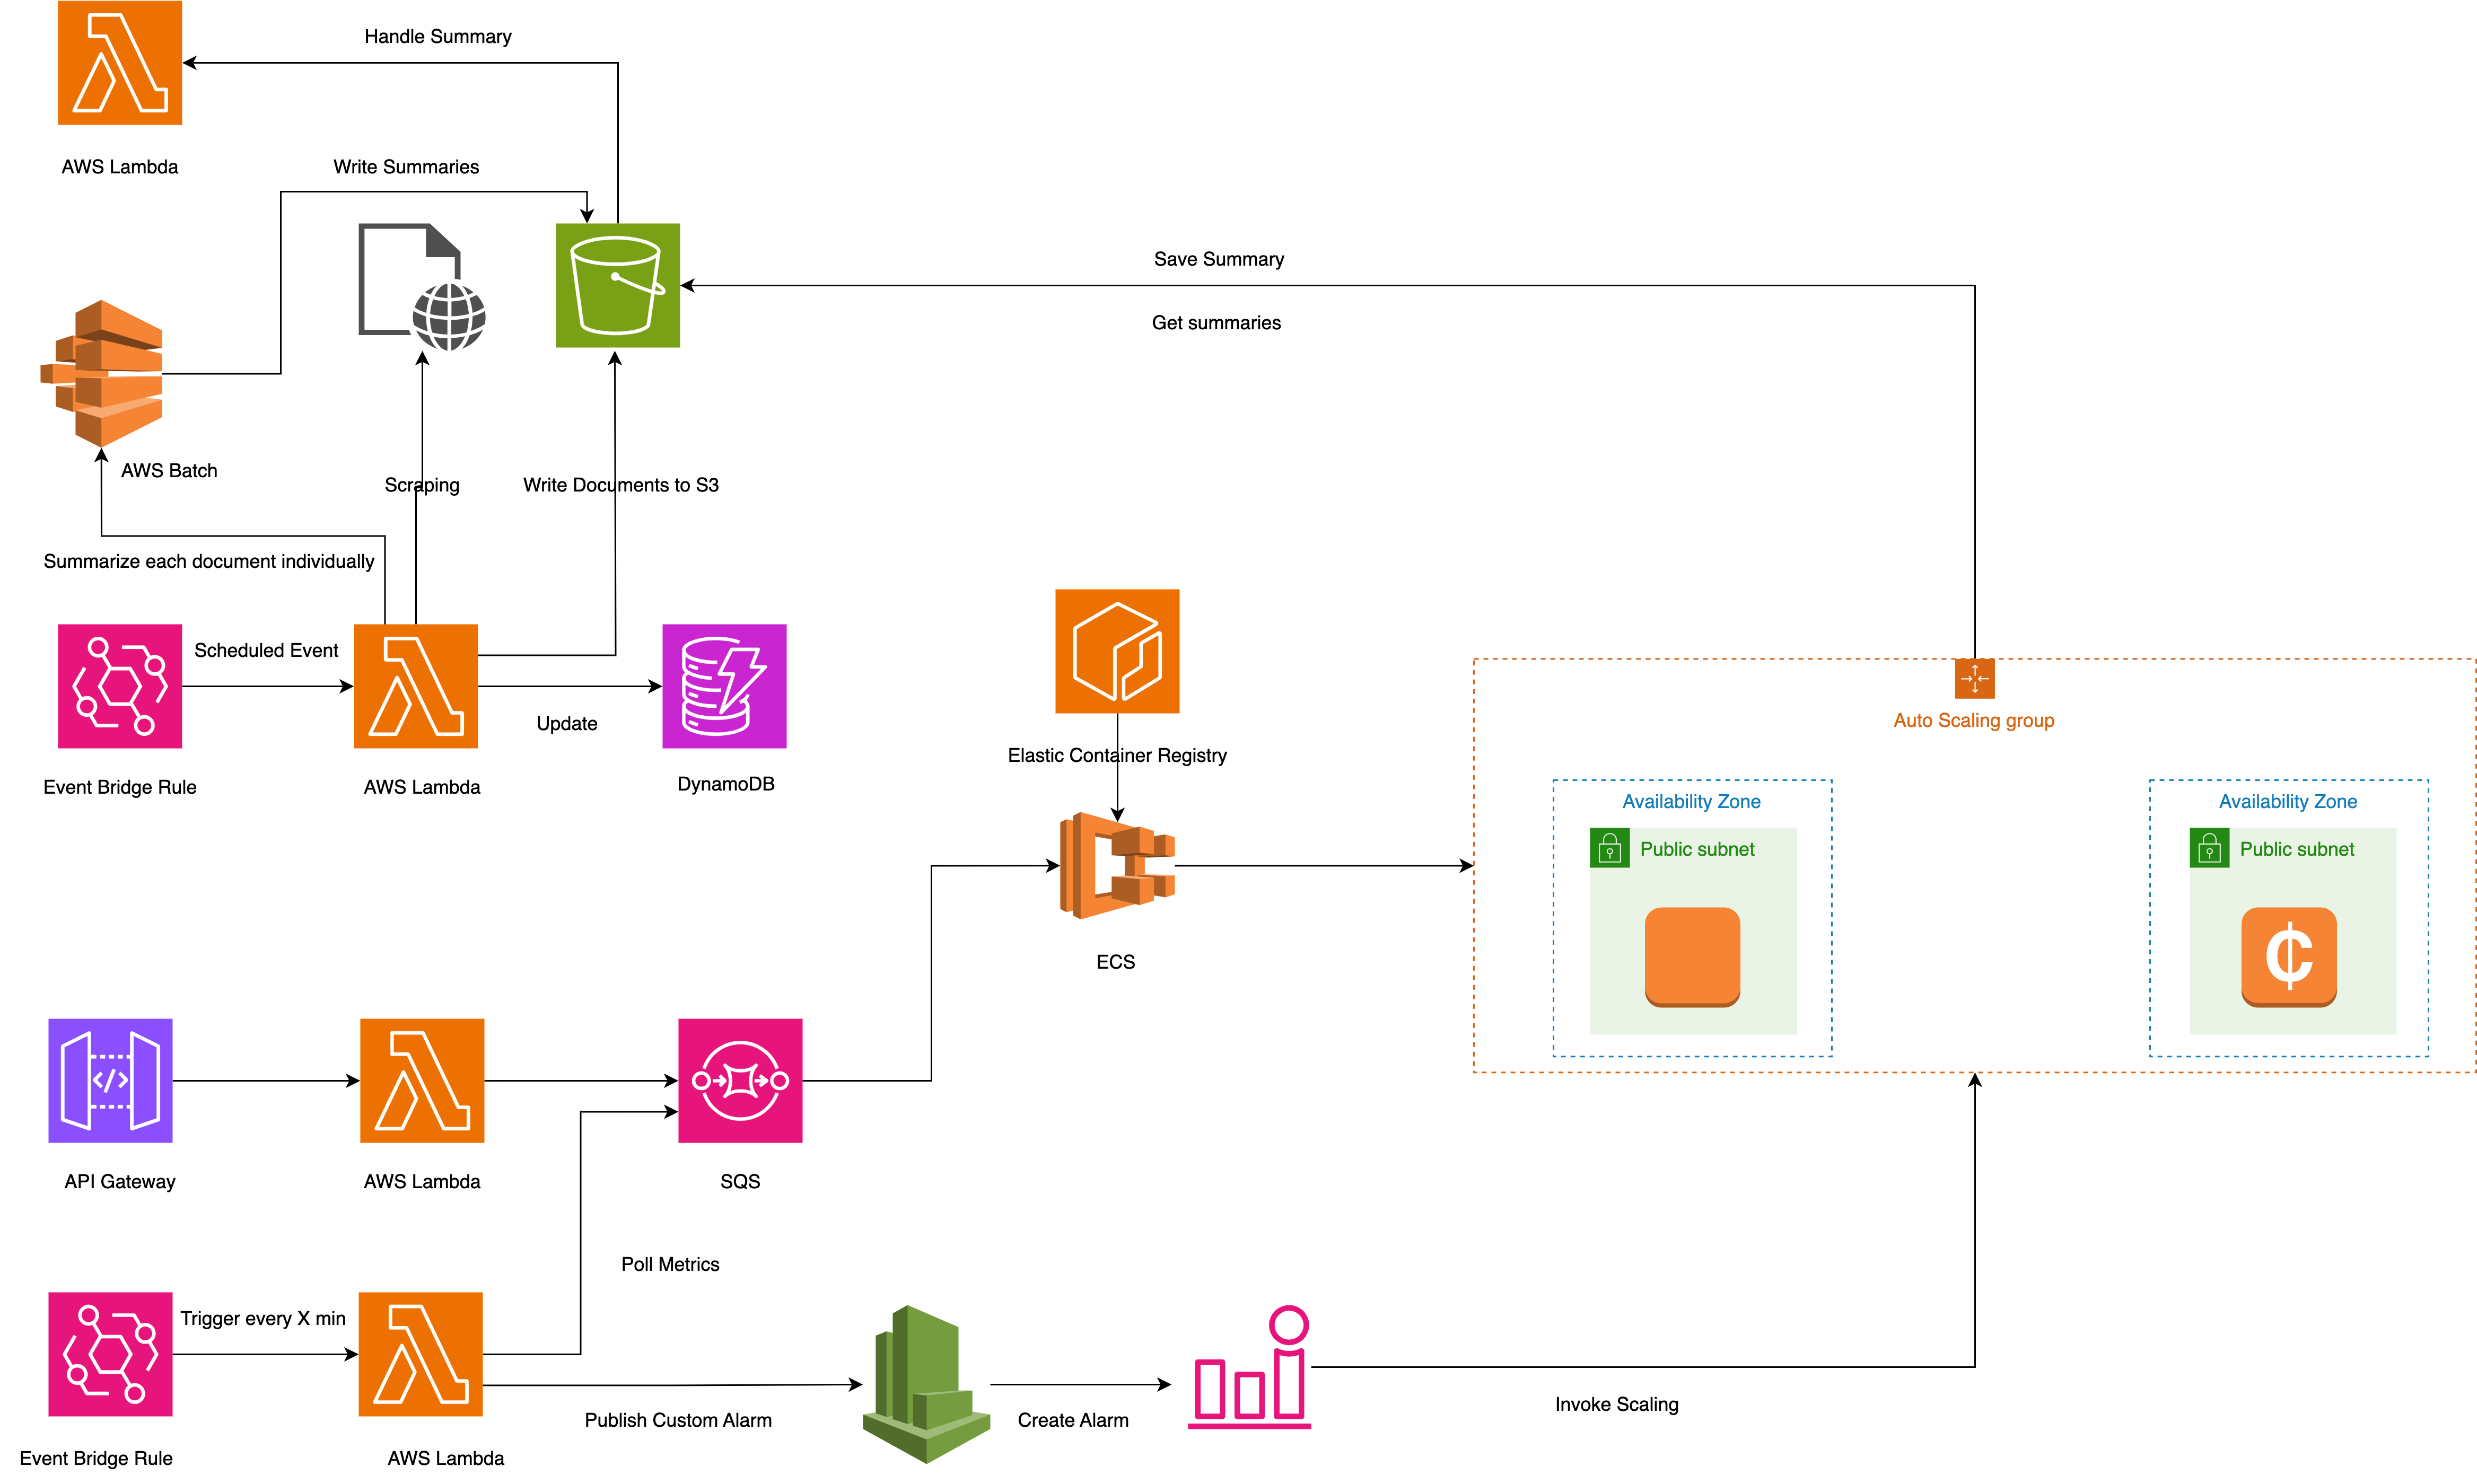 Handle Summary
AWS Lambda
Write Summaries
Save Summary
Get summaries
AWS Batch
Scraping
Write Documents to S3
Summarize each document individually
Scheduled Event
Update
Event Bridge Rule
AWS Lambda
DynamoDB
Elastic Container Registry
ECS
Auto Scaling group
Availability Zone
Public subnet
¢
Availability Zone
Public subnet
</>
API Gateway
AWS Lambda
SQS
Poll Metrics
Trigger every X min
Event Bridge Rule
AWS Lambda
Publish Custom Alarm
Create Alarm
Invoke Scaling